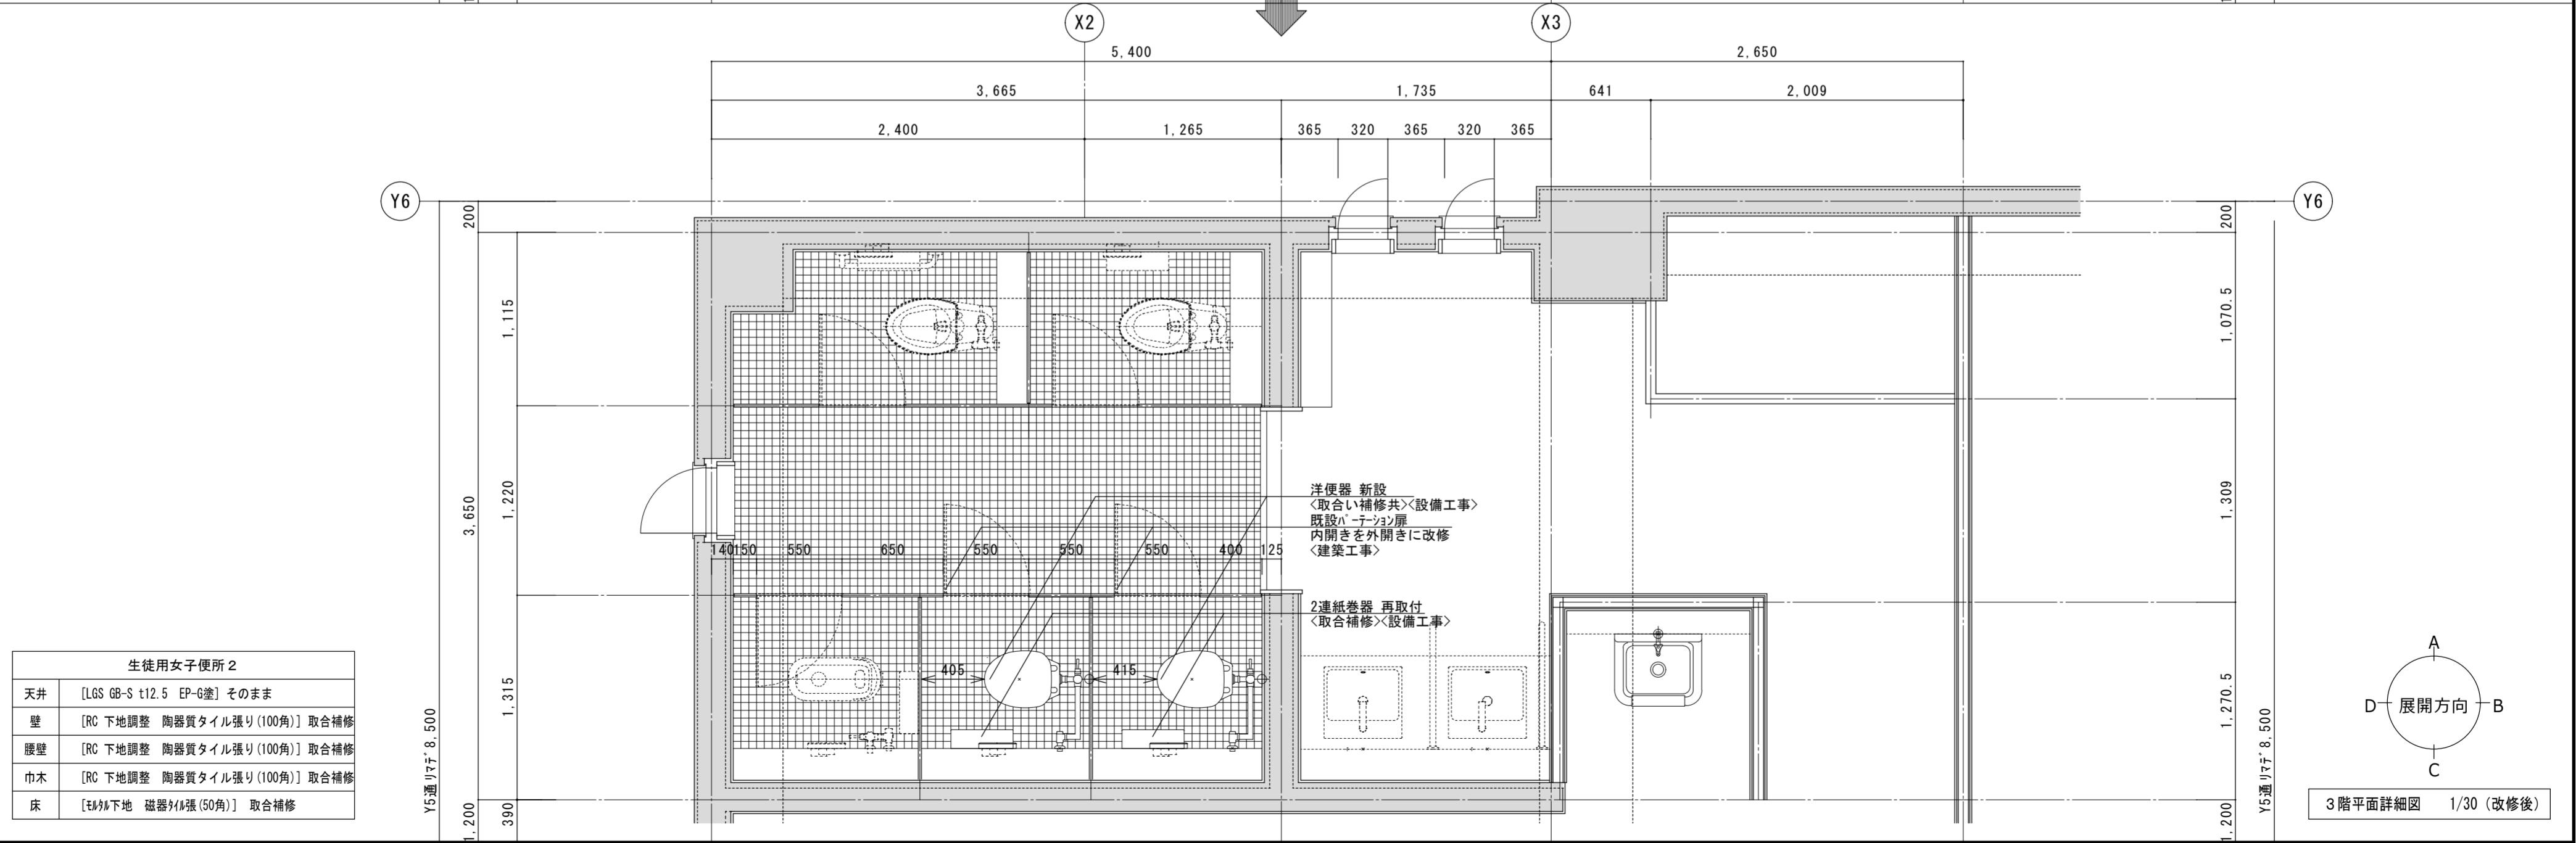 X2
X3
5,400
2,650
3,665
1,735
641
2,009
2,400
1,265
365
320
365
320
365
Y6
Y6
200
200
1,115
1,070.5
3,650
1,220
1,309
洋便器 新設
〈取合い補修共〉〈設備工事〉
既設パーテーション扉
内開きを外開きに改修
〈建築工事〉
140
150
550
650
550
550
550
400
125
2連紙巻器 再取付
〈取合補修〉〈設備工事〉
405
415
1,315
1,270.5
生徒用女子便所2
天井 [LGS GB-S t12.5 EP-G塗] そのまま
壁 [RC 下地調整 陶器質タイル張り(100角)] 取合補修
腰壁 [RC 下地調整 陶器質タイル張り(100角)] 取合補修
巾木 [RC 下地調整 陶器質タイル張り(100角)] 取合補修
床 [モルタル下地 磁器タイル張(50角)] 取合補修
Y5通リマデ8,500
Y5通リマデ8,500
1,200
390
1,200
A
D
展開方向
B
C
3階平面詳細図 1/30 (改修後)